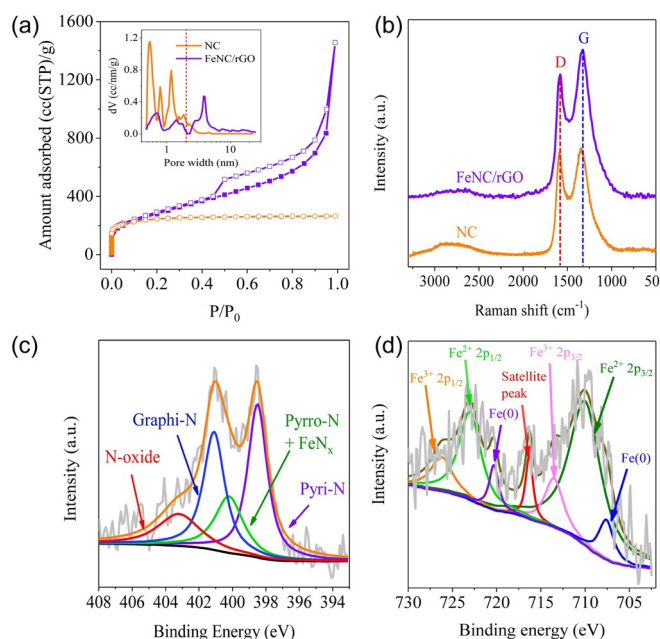 (a)
1600
1200
800
400
0
Amount adsorbed (cc(STP)/g)
0.0 0.2 0.4 0.6 0.8 1.0
P/P₀
1.2
0.8
0.4
0.0
dV (cc/nm/g)
1 10
Pore width (nm)
NC
FeNC/rGO
(b)
D G
FeNC/rGO
NC
Intensity (a.u.)
3000 2500 2000 1500 1000 500
Raman shift (cm⁻¹)
(c)
Graphi-N
N-oxide
Pyrro-N
+ FeNₓ
Pyri-N
Intensity (a.u.)
408 406 404 402 400 398 396 394
Binding Energy (eV)
(d)
Fe³⁺ 2p₁/₂
Fe²⁺ 2p₁/₂
Fe(0)
Satellite
peak
Fe³⁺ 2p₃/₂
Fe²⁺ 2p₃/₂
Fe(0)
Intensity (a.u.)
730 725 720 715 710 705
Binding energy (eV)